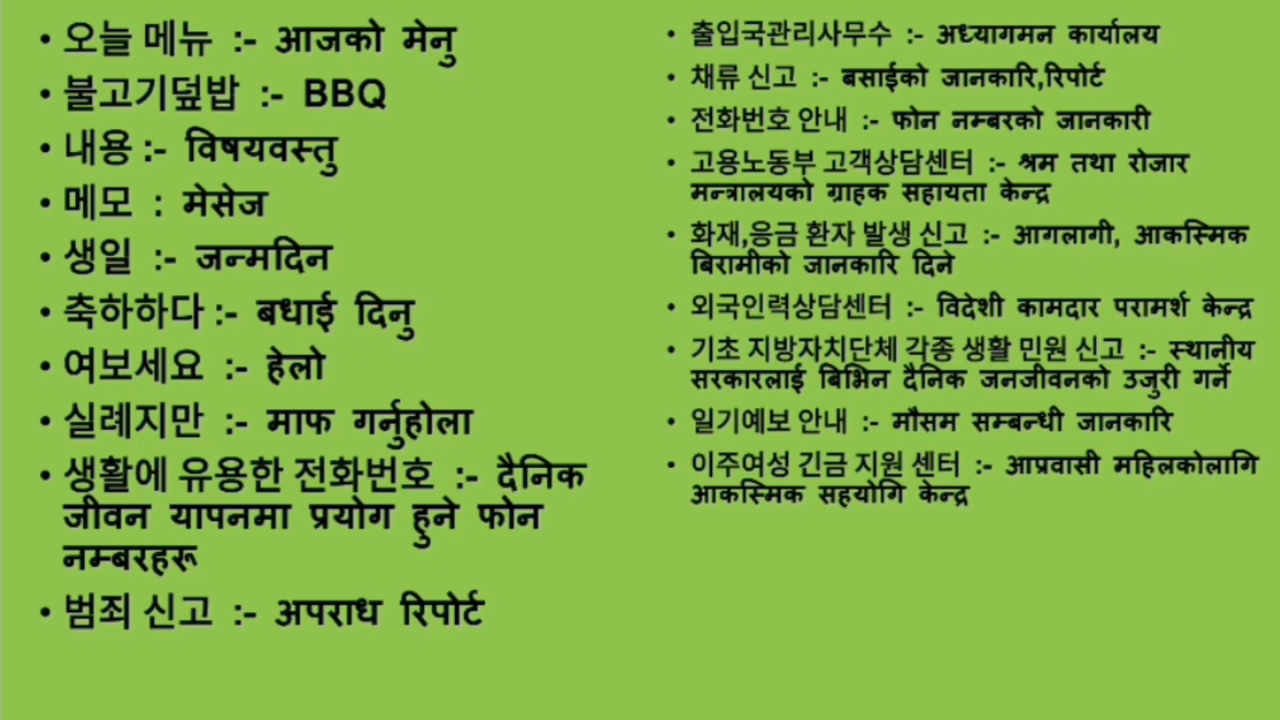 • 오늘 메뉴 :- आजको मेनु
• 불고기덮밥 :- BBQ
• 내용 :- विषयवस्तु
• 메모 : मेसेज
• 생일 :- जन्मदिन
• 축하하다 :- बधाई दिनु
• 여보세요 :- हेलो
• 실례지만 :- माफ गर्नुहोला
• 생활에 유용한 전화번호 :- दैनिक
जीवन यापनमा प्रयोग हुने फोन
नम्बरहरू
• 범죄 신고 :- अपराध रिपोर्ट
• 출입국관리사무수 :- अध्यागमन कार्यालय
• 채류 신고 :- बसाईको जानकारि,रिपोर्ट
• 전화번호 안내 :- फोन नम्बरको जानकारी
• 고용노동부 고객상담센터 :- श्रम तथा रोजार
मन्त्रालयको ग्राहक सहायता केन्द्र
• 화재,응금 환자 발생 신고 :- आगलागी, आकस्मिक
बिरामीको जानकारि दिने
• 외국인력상담센터 :- विदेशी कामदार परामर्श केन्द्र
• 기초 지방자치단체 각종 생활 민원 신고 :- स्थानीय
सरकारलाई बिभिन दैनिक जनजीवनको उजुरी गर्ने
• 일기예보 안내 :- मौसम सम्बन्धी जानकारि
• 이주여성 긴금 지원 센터 :- आप्रवासी महिलकोलागि
आकस्मिक सहयोगि केन्द्र